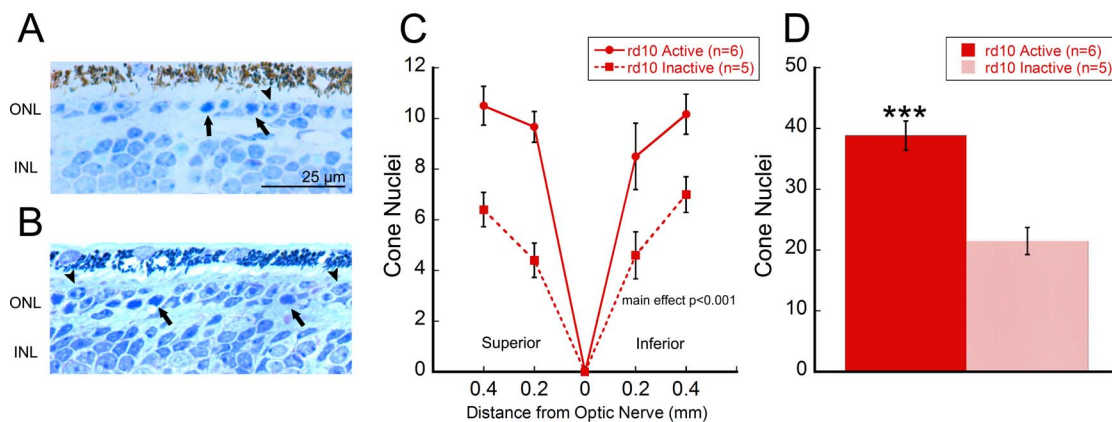 A
ONL
INL
25 µm
B
ONL
INL
C
rd10 Active (n=6)
rd10 Inactive (n=5)
Cone Nuclei
12
10
8
6
4
2
0
main effect p<0.001
Superior
Inferior
0.4 0.2 0 0.2 0.4
Distance from Optic Nerve (mm)
D
rd10 Active (n=6)
rd10 Inactive (n=5)
Cone Nuclei
50
40
30
20
10
0
***